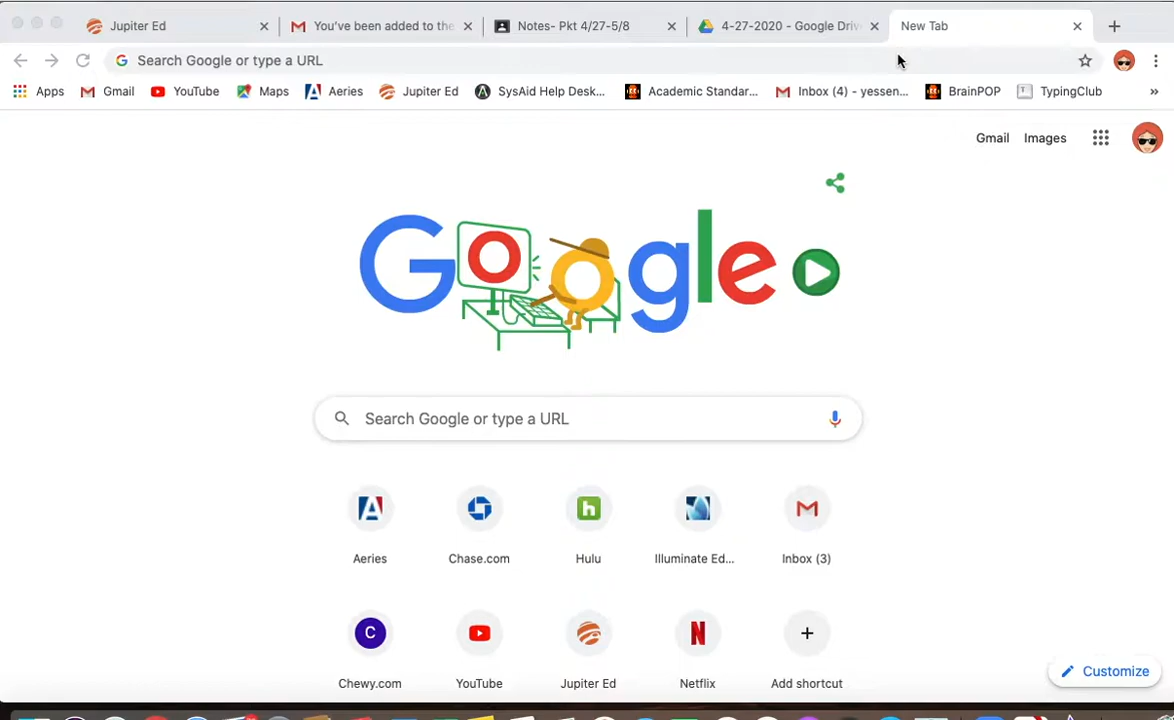 Jupiter Ed
You've been added to the
Notes- Pkt 4/27-5/8
4-27-2020 - Google Driv
New Tab
Search Google or type a URL
Apps
Gmail
YouTube
Maps
Aeries
Jupiter Ed
SysAid Help Desk...
Academic Standar...
Inbox (4) - yessen...
BrainPOP
TypingClub
»
Gmail
Images
Google
Search Google or type a URL
Aeries
Chase.com
Hulu
Illuminate Ed...
Inbox (3)
C
Chewy.com
YouTube
Jupiter Ed
Netflix
Add shortcut
Customize